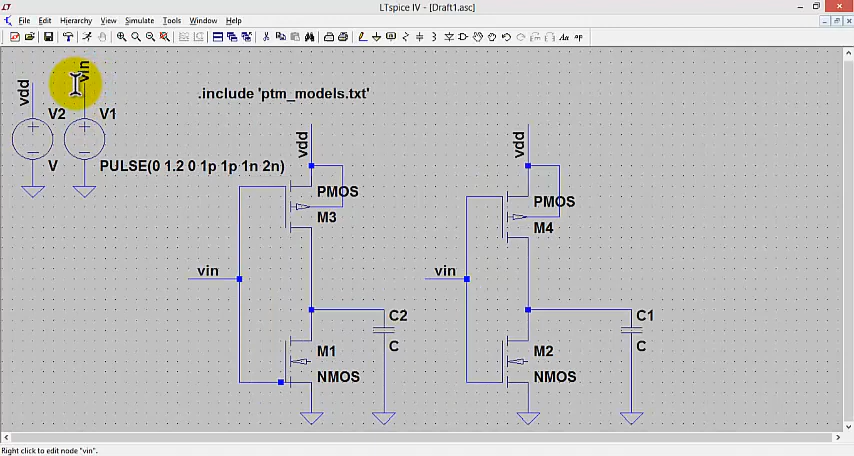 LTspice IV - [Draft1.asc]
File Edit Hierarchy View Simulate Tools Window Help
vdd
V2
V
vin
V1
PULSE(0 1.2 0 1p 1p 1n 2n)
.include 'ptm_models.txt'
vdd
PMOS
M3
vin
M1
NMOS
C2
C
vdd
PMOS
M4
vin
M2
NMOS
C1
C
Right click to edit node "vin".